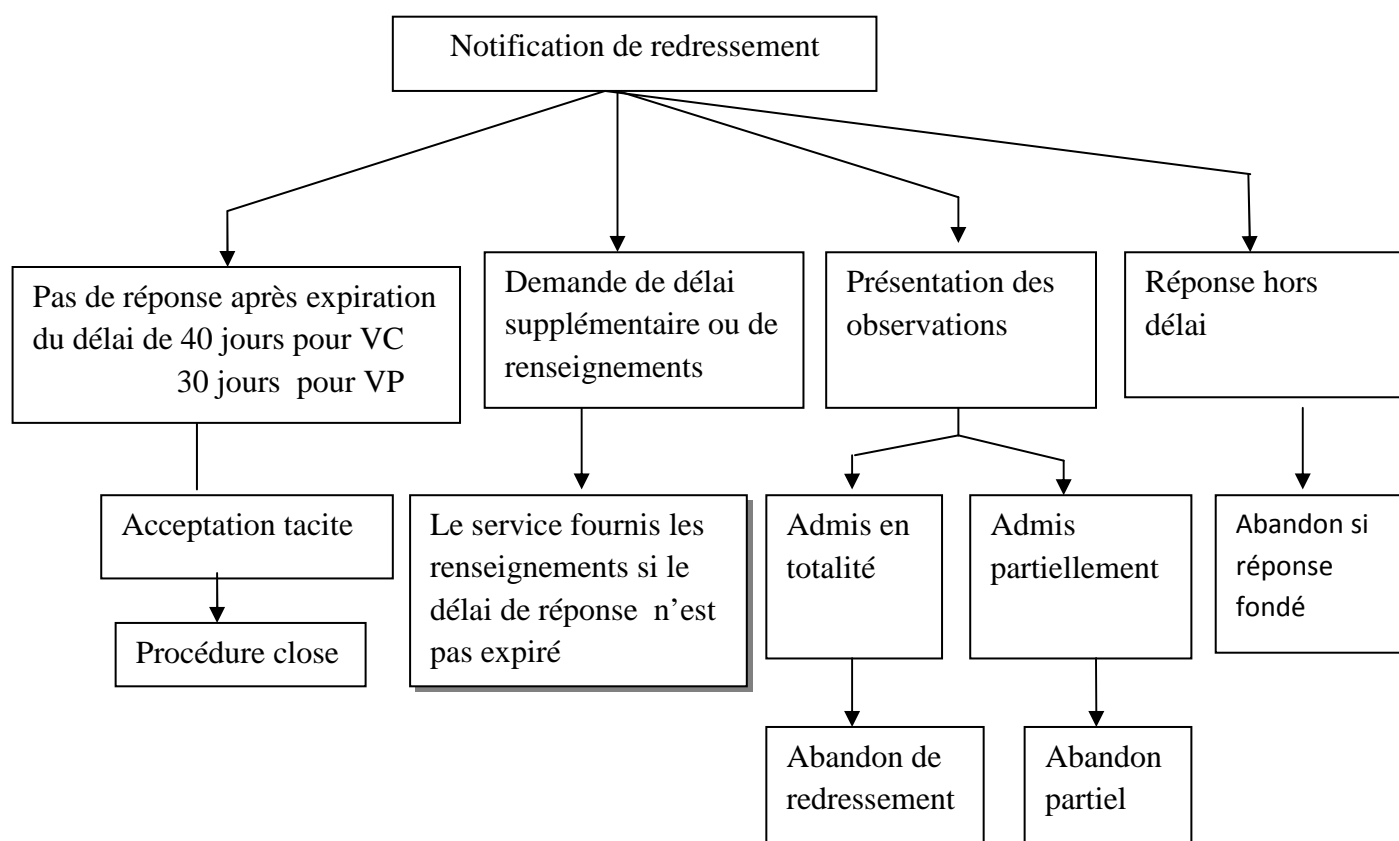 Notification de redressement
Pas de réponse après expiration
du délai de 40 jours pour VC
30 jours pour VP
Demande de délai
supplémentaire ou de
renseignements
Présentation des
observations
Réponse hors
délai
Acceptation tacite
Procédure close
Le service fournis les
renseignements si le
délai de réponse n’est
pas expiré
Admis en
totalité
Admis
partiellement
Abandon si
réponse
fondé
Abandon de
redressement
Abandon
partiel